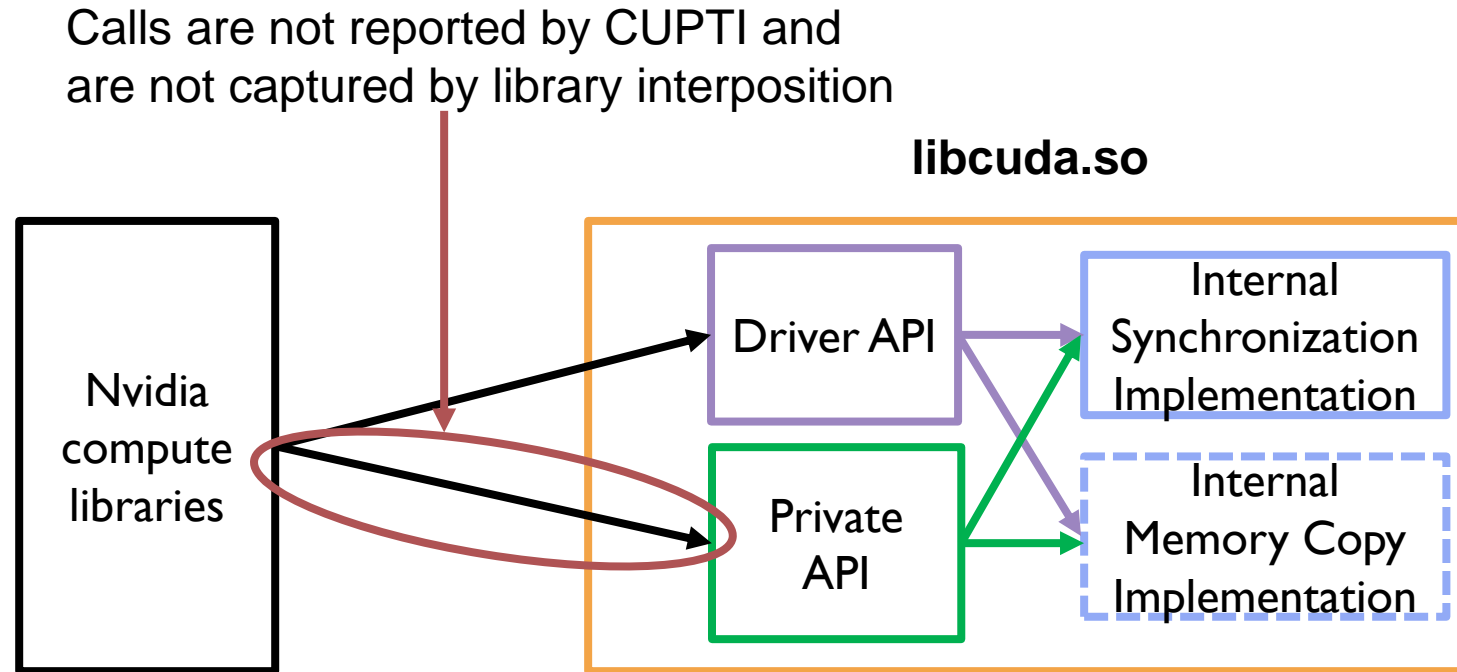 Calls are not reported by CUPTI and
are not captured by library interposition
libcuda.so
Nvidia
compute
libraries
Driver API
Private
API
Internal
Synchronization
Implementation
Internal
Memory Copy
Implementation